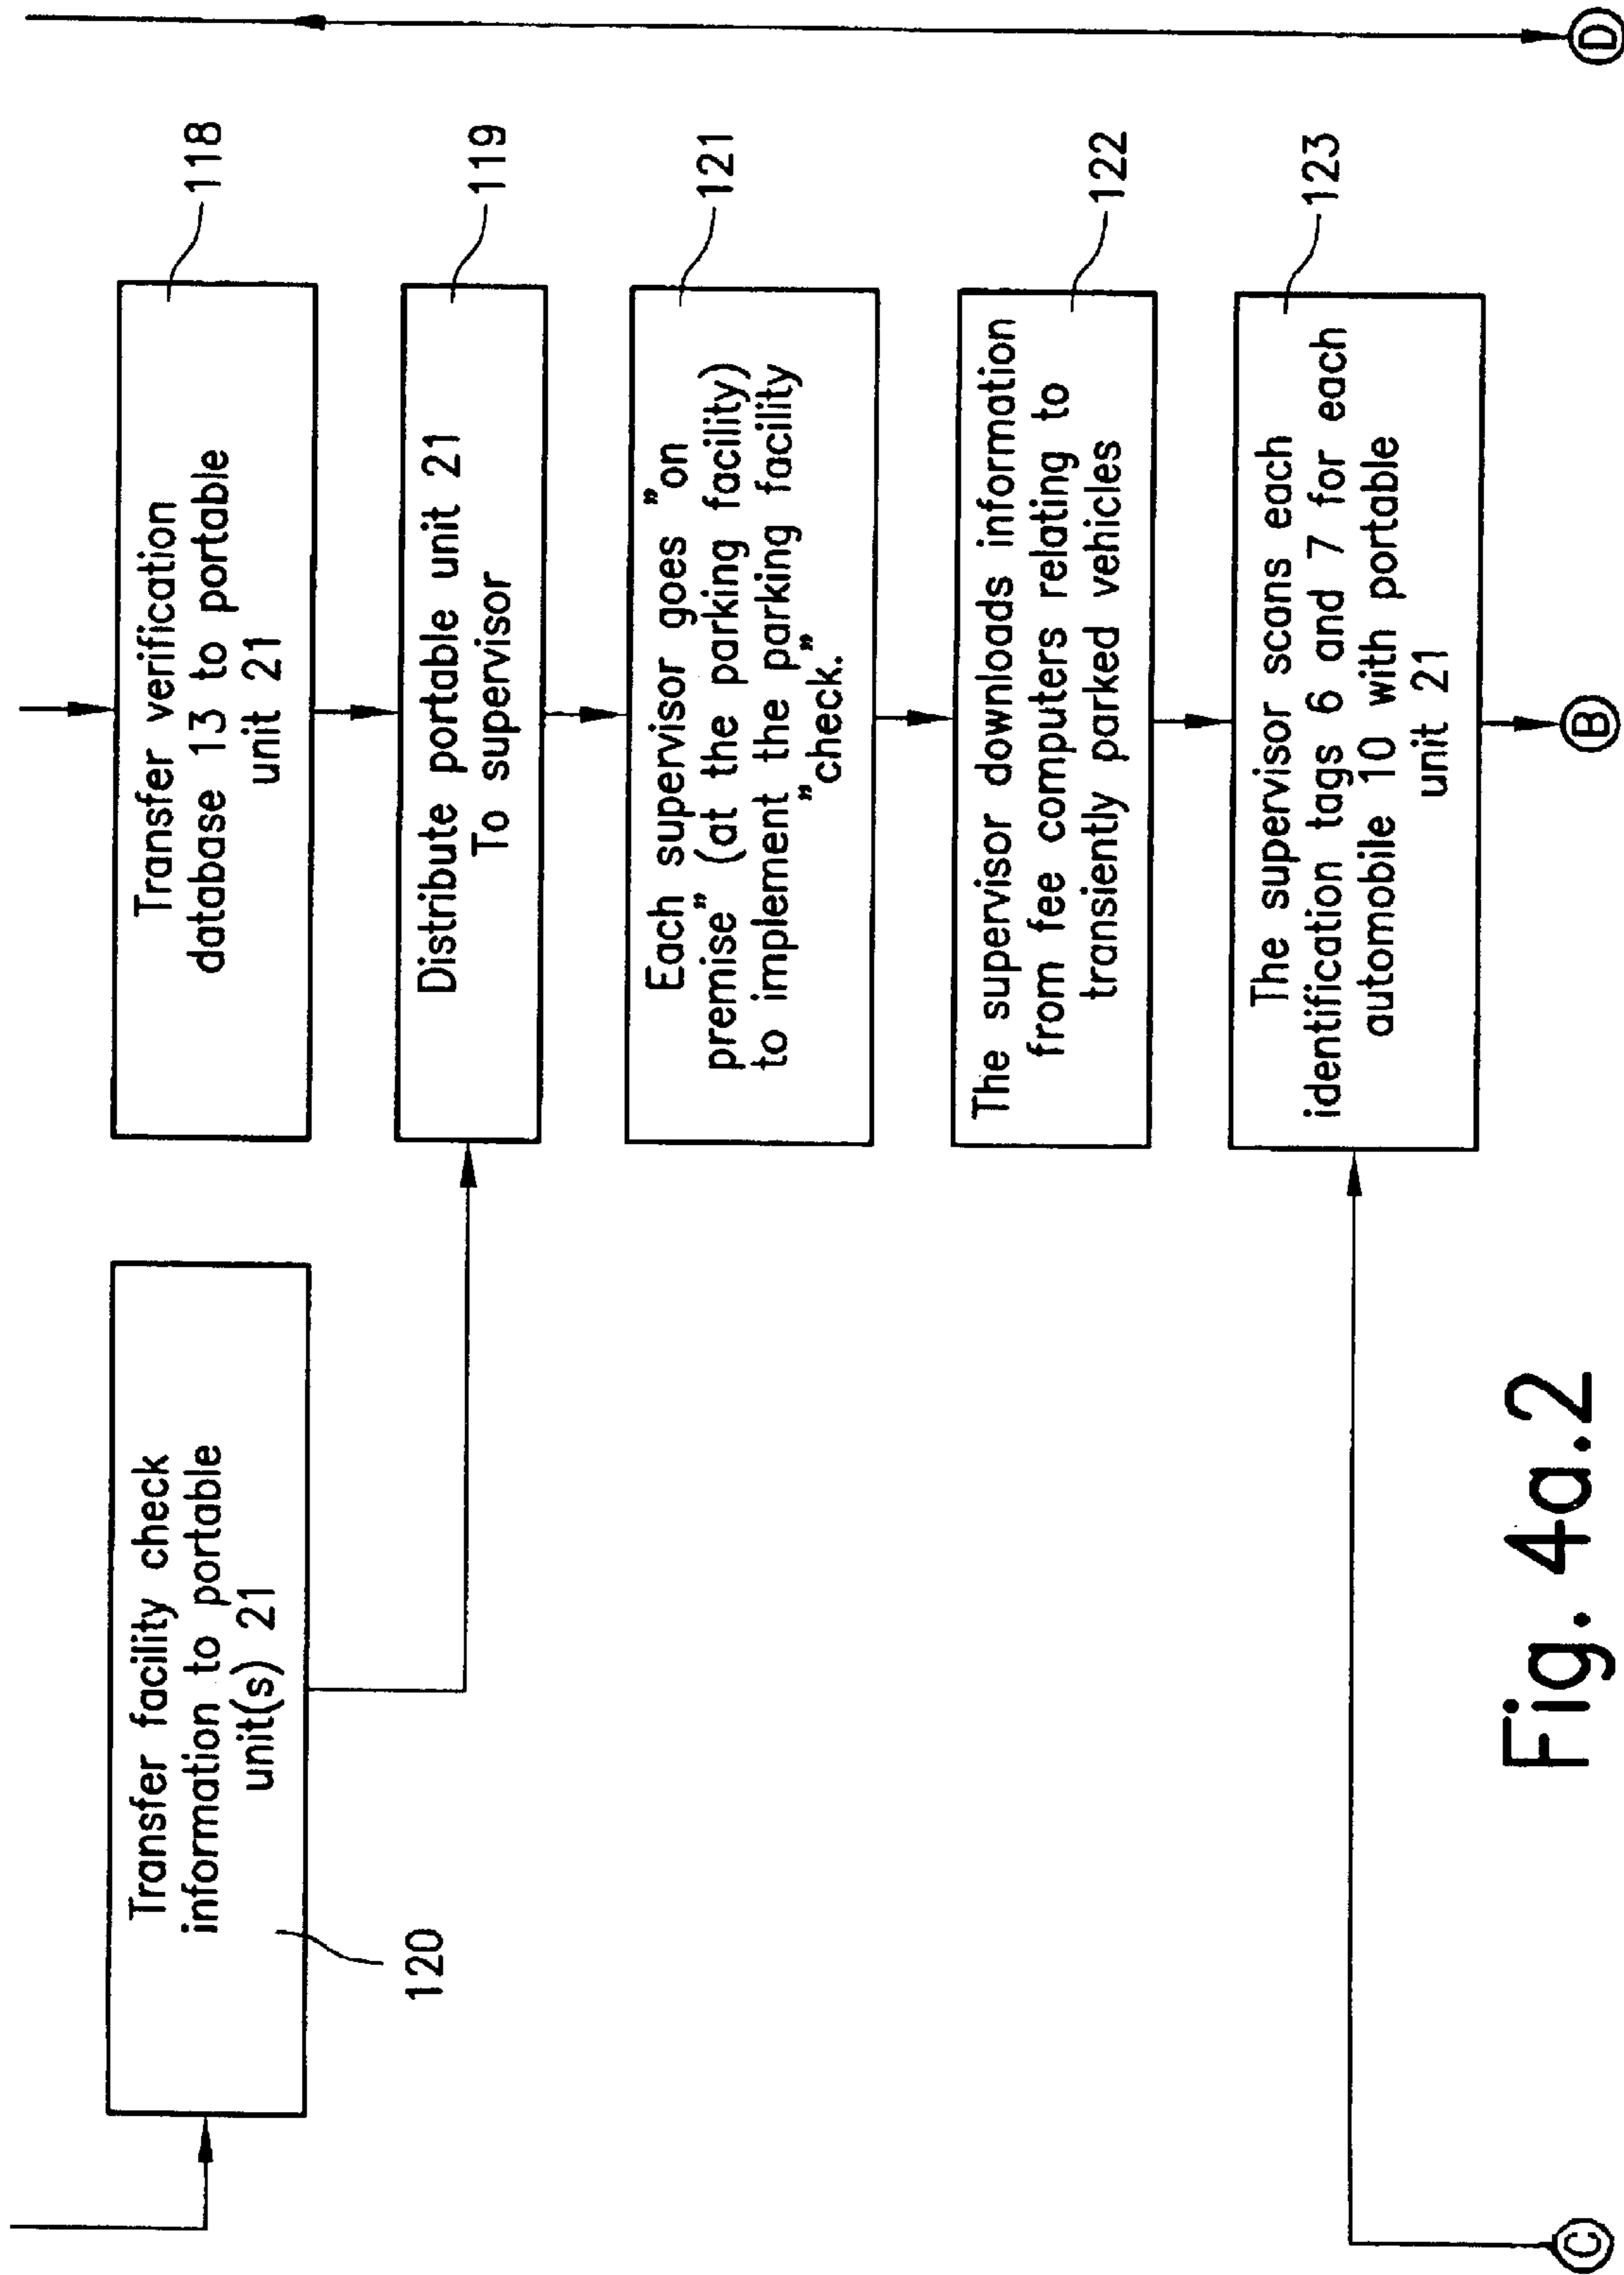 Transfer verification
database 13 to portable
unit 21
118
Transfer facility check
information to portable
unit(s) 21
120
Distribute portable unit 21
To supervisor
119
Each supervisor goes "on
premise" (at the parking facility)
to implement the parking facility
"check."
121
The supervisor downloads information
from fee computers relating to
transiently parked vehicles
122
The supervisor scans each
identification tags 6 and 7 for each
automobile 10 with portable
unit 21
123
C
B
D
Fig. 4a.2